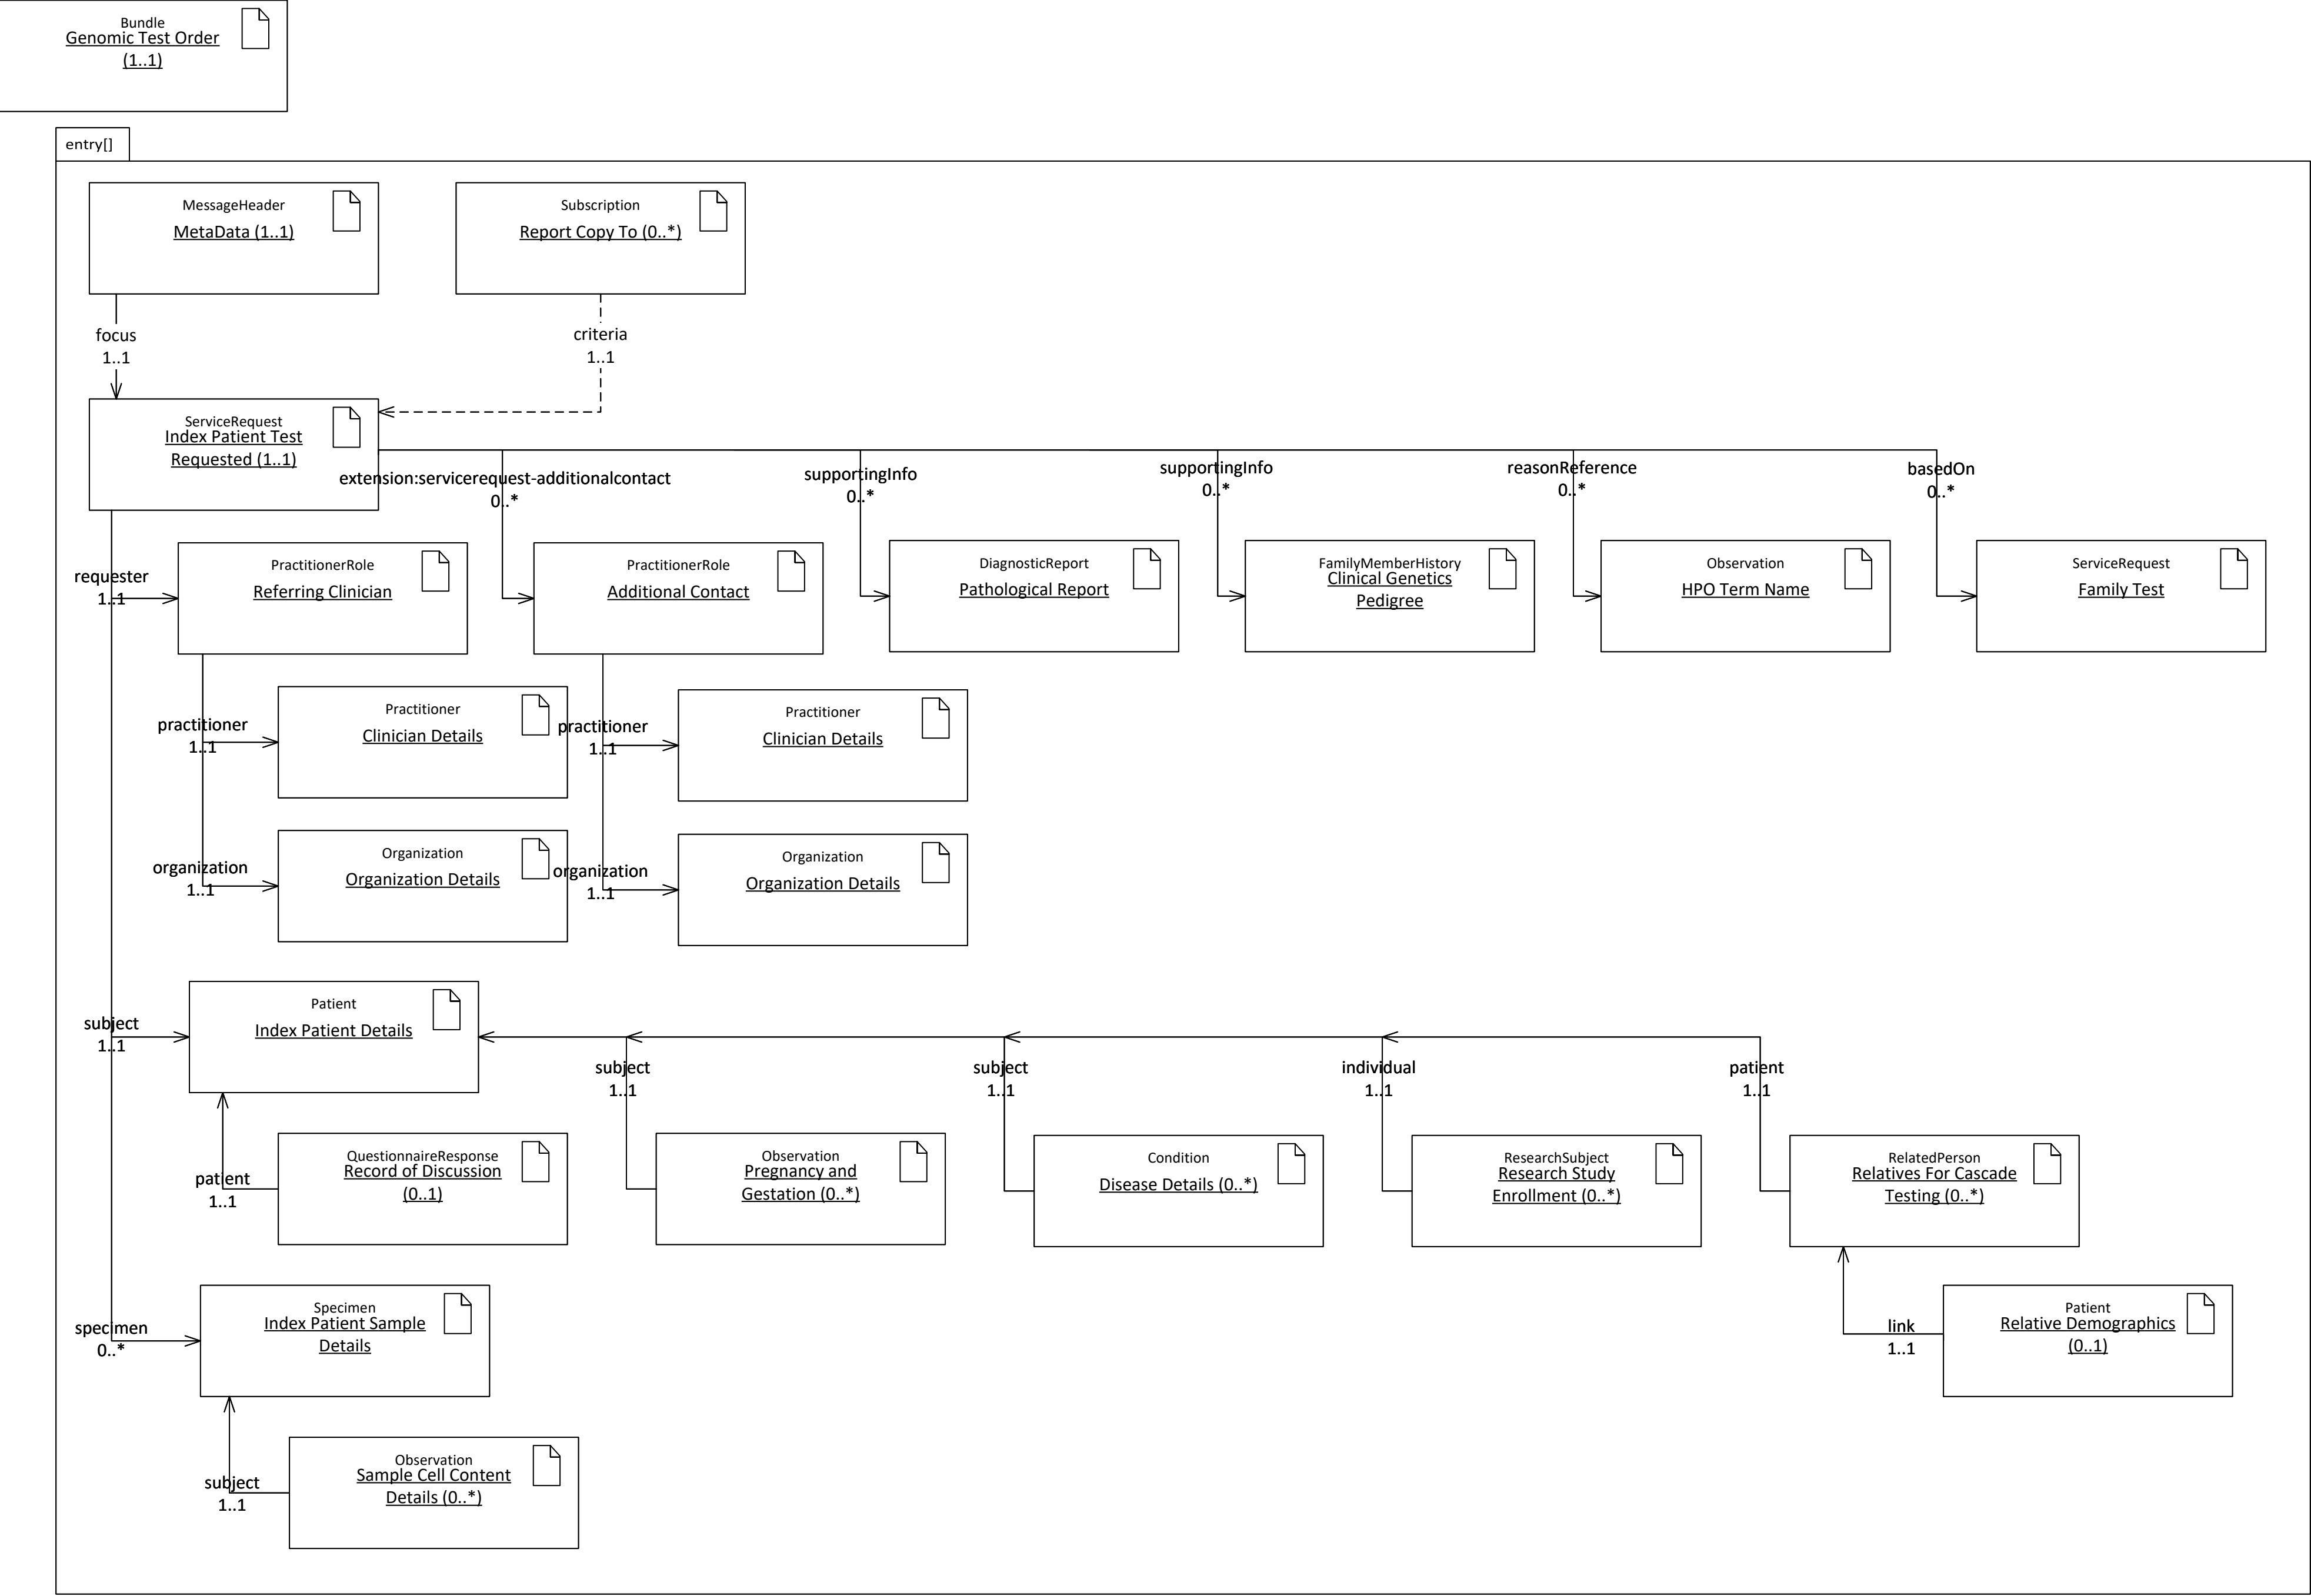 Bundle
Genomic Test Order
(1..1)
entry[]
MessageHeader
MetaData (1..1)
Subscription
Report Copy To (0..*)
focus
1..1
criteria
1..1
ServiceRequest
Index Patient Test
Requested (1..1)
extension:servicerequest-additionalcontact
0..*
supportingInfo
0..*
supportingInfo
0..*
reasonReference
0..*
basedOn
0..*
requester
1..1
PractitionerRole
Referring Clinician
PractitionerRole
Additional Contact
DiagnosticReport
Pathological Report
FamilyMemberHistory
Clinical Genetics
Pedigree
Observation
HPO Term Name
ServiceRequest
Family Test
practitioner
1..1
Practitioner
Clinician Details
practitioner
1..1
Practitioner
Clinician Details
organization
1..1
Organization
Organization Details
organization
1..1
Organization
Organization Details
subject
1..1
Patient
Index Patient Details
subject
1..1
subject
1..1
individual
1..1
patient
1..1
patient
1..1
QuestionnaireResponse
Record of Discussion
(0..1)
Observation
Pregnancy and
Gestation (0..*)
Condition
Disease Details (0..*)
ResearchSubject
Research Study
Enrollment (0..*)
RelatedPerson
Relatives For Cascade
Testing (0..*)
specimen
0..*
Specimen
Index Patient Sample
Details
link
1..1
Patient
Relative Demographics
(0..1)
subject
1..1
Observation
Sample Cell Content
Details (0..*)